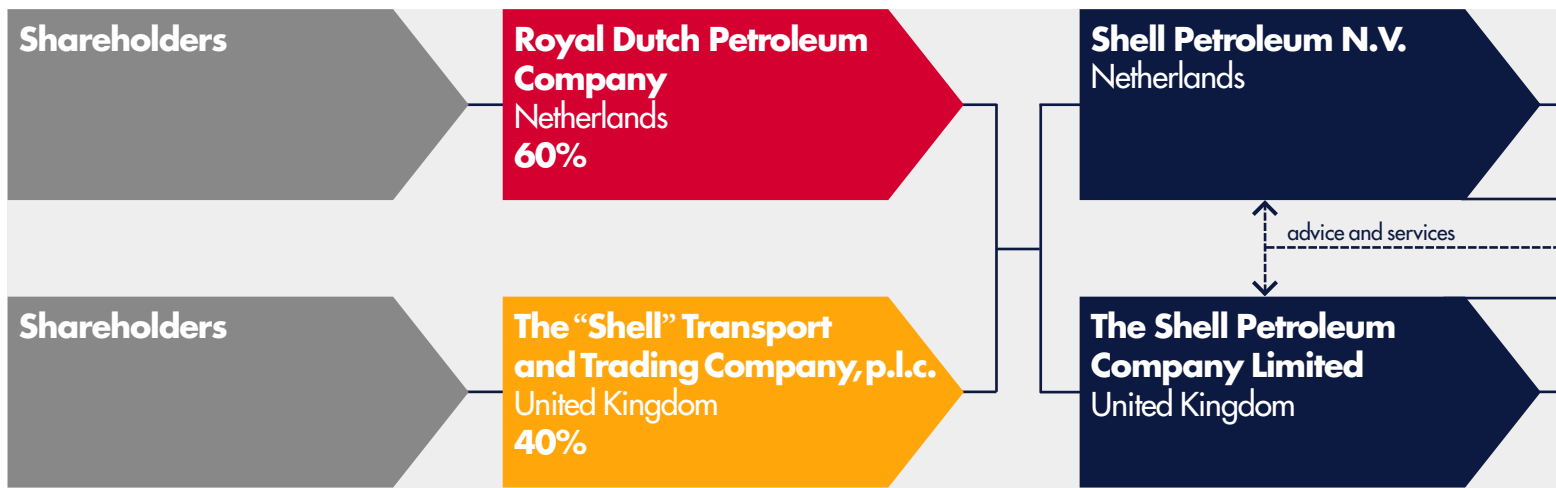 Shareholders
Royal Dutch Petroleum
Company
Netherlands
60%
Shell Petroleum N.V.
Netherlands
advice and services
Shareholders
The “Shell” Transport
and Trading Company, p.l.c.
United Kingdom
40%
The Shell Petroleum
Company Limited
United Kingdom